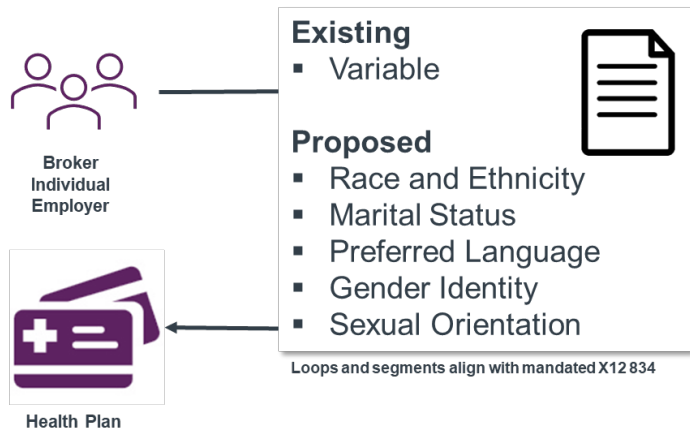 Existing
▪ Variable
Proposed
▪ Race and Ethnicity
▪ Marital Status
▪ Preferred Language
▪ Gender Identity
▪ Sexual Orientation
Loops and segments align with mandated X12 834
Broker
Individual
Employer
Health Plan